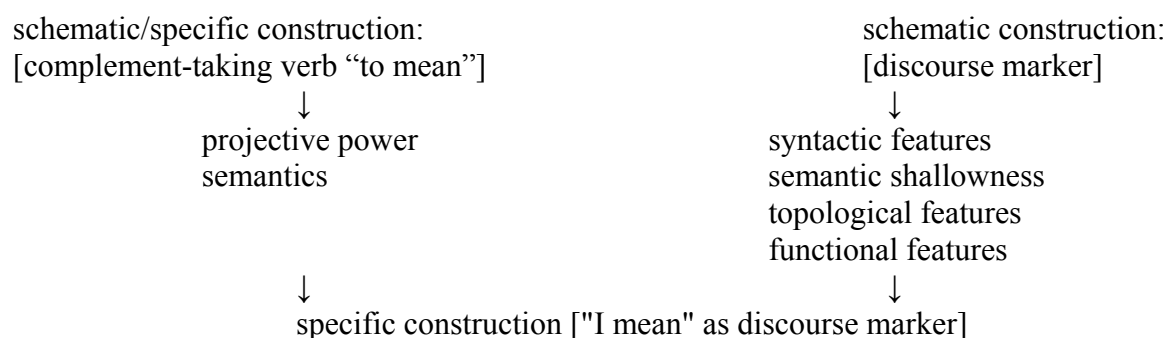 schematic/specific construction: schematic construction:
[complement-taking verb “to mean”] [discourse marker]
↓ ↓
projective power syntactic features
semantics semantic shallowness
topological features
functional features
↓ ↓
specific construction ["I mean" as discourse marker]